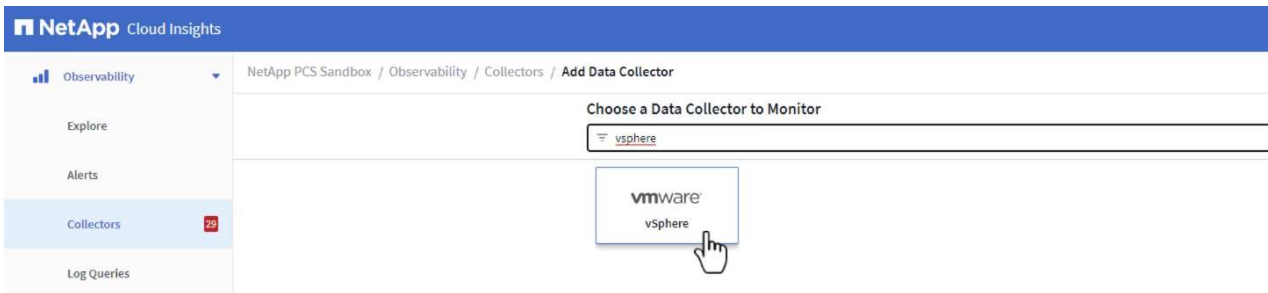 NetApp Cloud Insights
Observability
NetApp PCS Sandbox / Observability / Collectors / Add Data Collector
Choose a Data Collector to Monitor
Explore
vsphere
Alerts
vmware
Collectors 29
vSphere
Log Queries